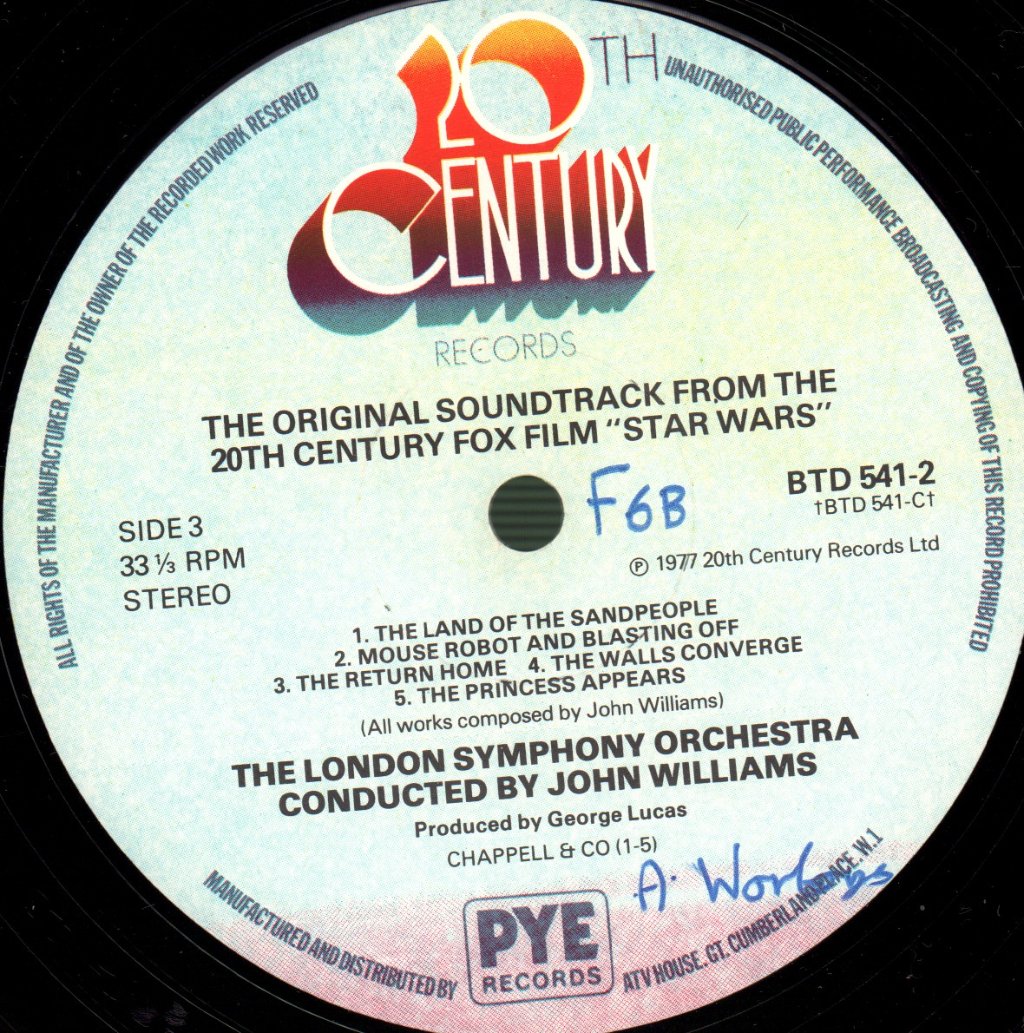 20TH
CENTURY
RECORDS
ALL RIGHTS OF THE MANUFACTURER AND OF THE OWNER OF THE RECORDED WORK RESERVED
UNAUTHORISED PUBLIC PERFORMANCE BROADCASTING AND COPYING OF THIS RECORD PROHIBITED
THE ORIGINAL SOUNDTRACK FROM THE
20TH CENTURY FOX FILM "STAR WARS"
F6B
BTD 541-2
†BTD 541-C†
SIDE 3
33 ⅓ RPM
STEREO
℗ 1977 20th Century Records Ltd
1. THE LAND OF THE SANDPEOPLE
2. MOUSE ROBOT AND BLASTING OFF
3. THE RETURN HOME 4. THE WALLS CONVERGE
5. THE PRINCESS APPEARS
(All works composed by John Williams)
THE LONDON SYMPHONY ORCHESTRA
CONDUCTED BY JOHN WILLIAMS
Produced by George Lucas
CHAPPELL & CO (1-5)
A.
MANUFACTURED AND DISTRIBUTED BY
PYE
RECORDS
ATV HOUSE. GT. CUMBERLAND PLACE. W.1